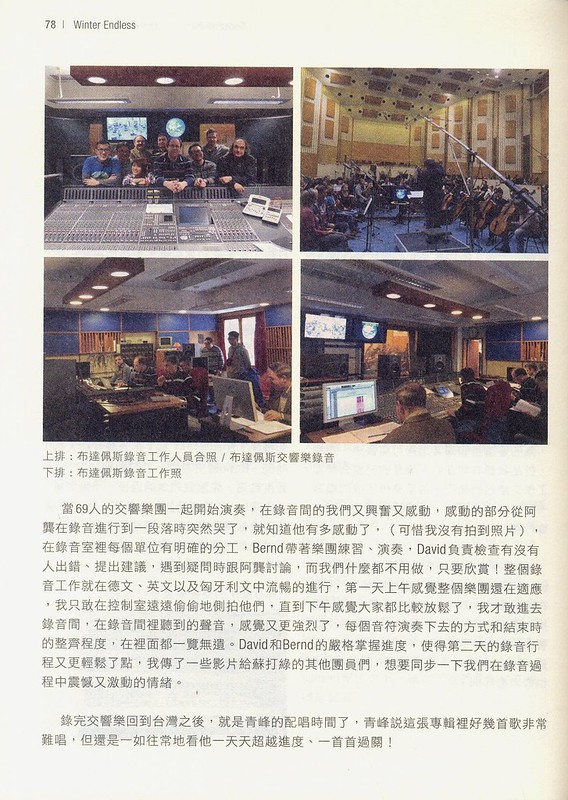 78 | Winter Endless
上排：布達佩斯錄音工作人員合照 / 布達佩斯交響樂錄音
下排：布達佩斯錄音工作照
當69人的交響樂團一起開始演奏，在錄音間的我們又興奮又感動，感動的部分從阿
龔在錄音進行到一段落時突然哭了，就知道他有多感動了，（可惜我沒有拍到照片），
在錄音室裡每個單位有明確的分工，Bernd帶著樂團練習、演奏，David負責檢查有沒有
人出錯、提出建議，遇到疑問時跟阿龔討論，而我們什麼都不用做，只要欣賞！整個錄
音工作就在德文、英文以及匈牙利文中流暢的進行，第一天上午感覺整個樂團還在適應
，我只敢在控制室遠遠偷偷地側拍他們，直到下午感覺大家都比較放鬆了，我才敢進去
錄音間，在錄音間裡聽到的聲音，感覺又更強烈了，每個音符演奏下去的方式和結束時
的整齊程度，在裡面都一覽無遺。David和Bernd的嚴格掌握進度，使得第二天的錄音行
程又更輕鬆了點，我傳了一些影片給蘇打綠的其他團員們，想要同步一下我們在錄音過
程中震憾又激動的情緒。
錄完交響樂回到台灣之後，就是青峰的配唱時間了，青峰說這張專輯裡好幾首歌非常
難唱，但還是一如往常地看他一天天超越進度、一首首過關！